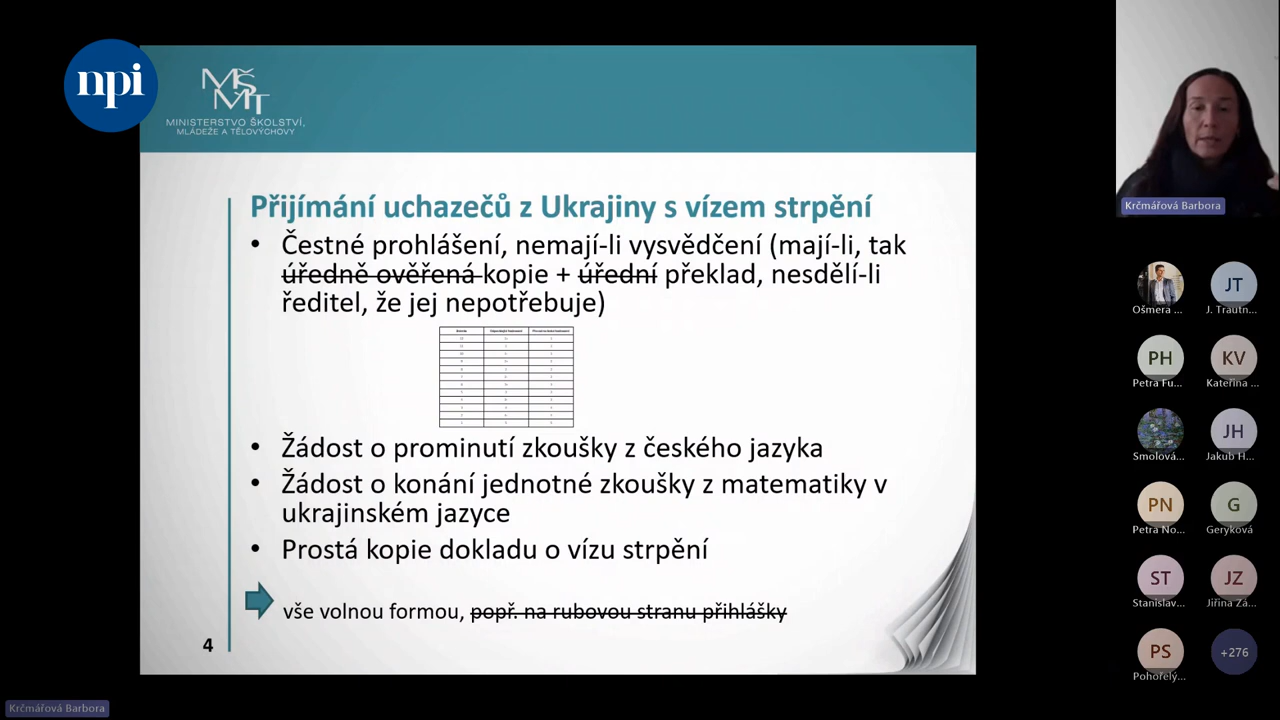 npi
MŠMT
MINISTERSTVO ŠKOLSTVÍ,
MLÁDEŽE A TĚLOVÝCHOVY
Přijímání uchazečů z Ukrajiny s vízem strpění
• Čestné prohlášení, nemají-li vysvědčení (mají-li, tak
úředně ověřená kopie + úřední překlad, nesdělí-li
ředitel, že jej nepotřebuje)
• Žádost o prominutí zkoušky z českého jazyka
• Žádost o konání jednotné zkoušky z matematiky v
ukrajinském jazyce
• Prostá kopie dokladu o vízu strpění
vše volnou formou, popř. na rubovou stranu přihlášky
4
Krčmářová Barbora
Krčmářová Barbora
Ošmera ...
JT
J. Trautn...
PH
Petra Fu...
KV
Kateřina ...
Smolová...
JH
Jakub H...
PN
Petra No...
G
Geryková
ST
Stanislav...
JZ
Jiřina Zá...
PS
Pohořelý...
+276